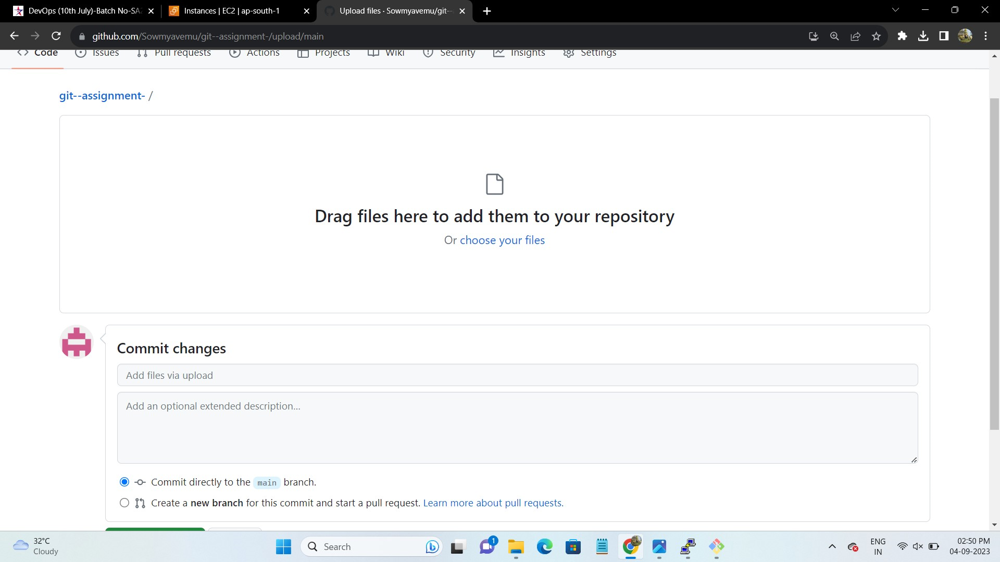 DevOps (10th July)-Batch No-SA2
Instances | EC2 | ap-south-1
Upload files · Sowmyavemu/git--
github.com/Sowmyavemu/git--assignment-/upload/main
Code
Issues
Pull requests
Actions
Projects
Wiki
Security
Insights
Settings
git--assignment- /
Drag files here to add them to your repository
Or choose your files
Commit changes
Add files via upload
Add an optional extended description...
Commit directly to the main branch.
Create a new branch for this commit and start a pull request. Learn more about pull requests.
32°C
Cloudy
Search
1
ENG
IN
02:50 PM
04-09-2023